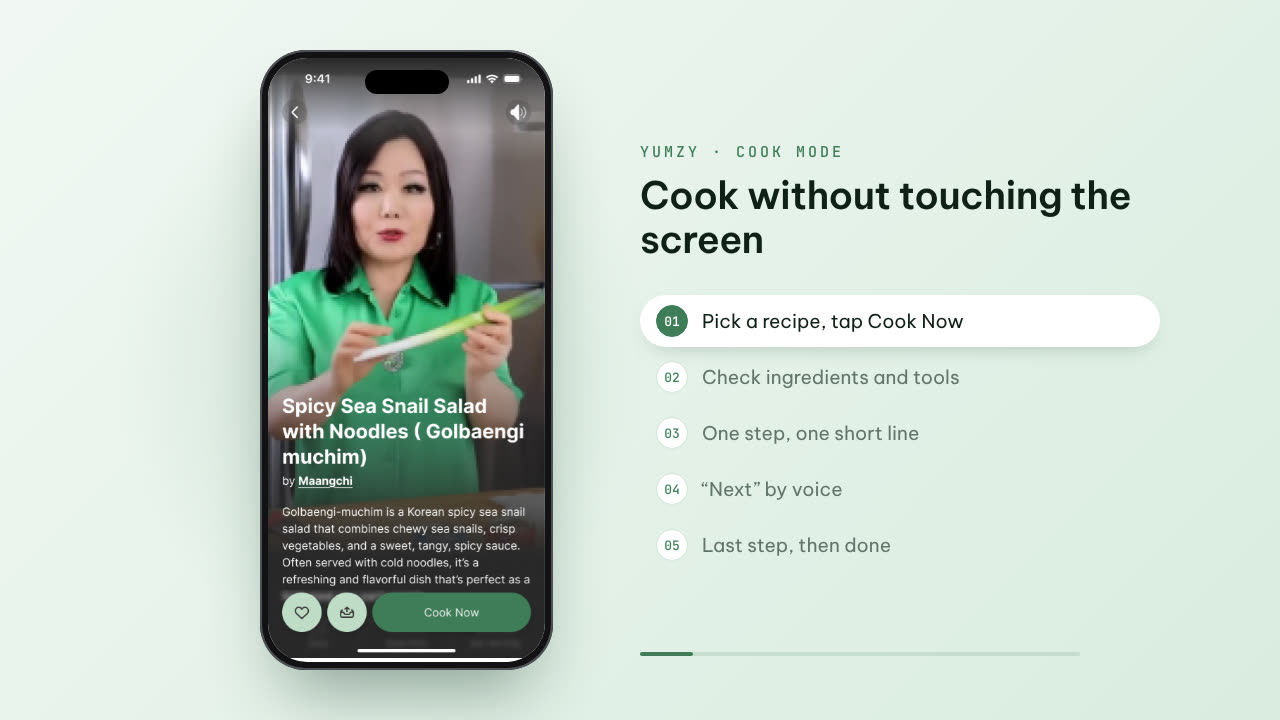 9:41
Spicy Sea Snail Salad
with Noodles ( Golbaengi
muchim)
by Maangchi
Golbaengi-muchim is a Korean spicy sea snail
salad that combines chewy sea snails, crisp
vegetables, and a sweet, tangy, spicy sauce.
Often served with cold noodles, it’s a
refreshing and flavorful dish that’s perfect as a
Cook Now
YUMZY · COOK MODE
Cook without touching the
screen
01 Pick a recipe, tap Cook Now
02 Check ingredients and tools
03 One step, one short line
04 “Next” by voice
05 Last step, then done